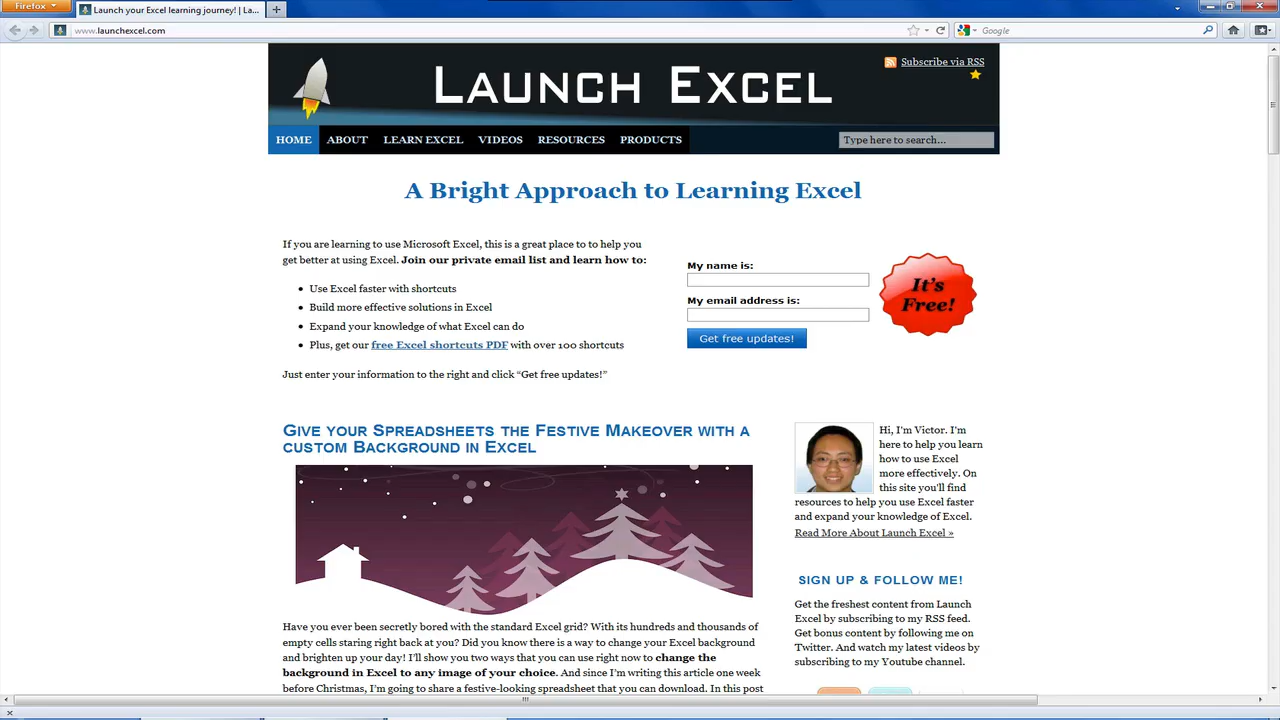 Firefox
Launch your Excel learning journey! | La...
www.launchexcel.com
Google
Subscribe via RSS
LAUNCH EXCEL
HOME ABOUT LEARN EXCEL VIDEOS RESOURCES PRODUCTS
Type here to search...
A Bright Approach to Learning Excel
If you are learning to use Microsoft Excel, this is a great place to to help you
get better at using Excel. Join our private email list and learn how to:
• Use Excel faster with shortcuts
• Build more effective solutions in Excel
• Expand your knowledge of what Excel can do
• Plus, get our free Excel shortcuts PDF with over 100 shortcuts
Just enter your information to the right and click “Get free updates!”
My name is:
My email address is:
Get free updates!
It's
Free!
GIVE YOUR SPREADSHEETS THE FESTIVE MAKEOVER WITH A
CUSTOM BACKGROUND IN EXCEL
Have you ever been secretly bored with the standard Excel grid? With its hundreds and thousands of
empty cells staring right back at you? Did you know there is a way to change your Excel background
and brighten up your day! I'll show you two ways that you can use right now to change the
background in Excel to any image of your choice. And since I'm writing this article one week
before Christmas, I'm going to share a festive-looking spreadsheet that you can download. In this post
Hi, I'm Victor. I'm
here to help you learn
how to use Excel
more effectively. On
this site you'll find
resources to help you use Excel faster
and expand your knowledge of Excel.
Read More About Launch Excel »
SIGN UP & FOLLOW ME!
Get the freshest content from Launch
Excel by subscribing to my RSS feed.
Get bonus content by following me on
Twitter. And watch my latest videos by
subscribing to my Youtube channel.